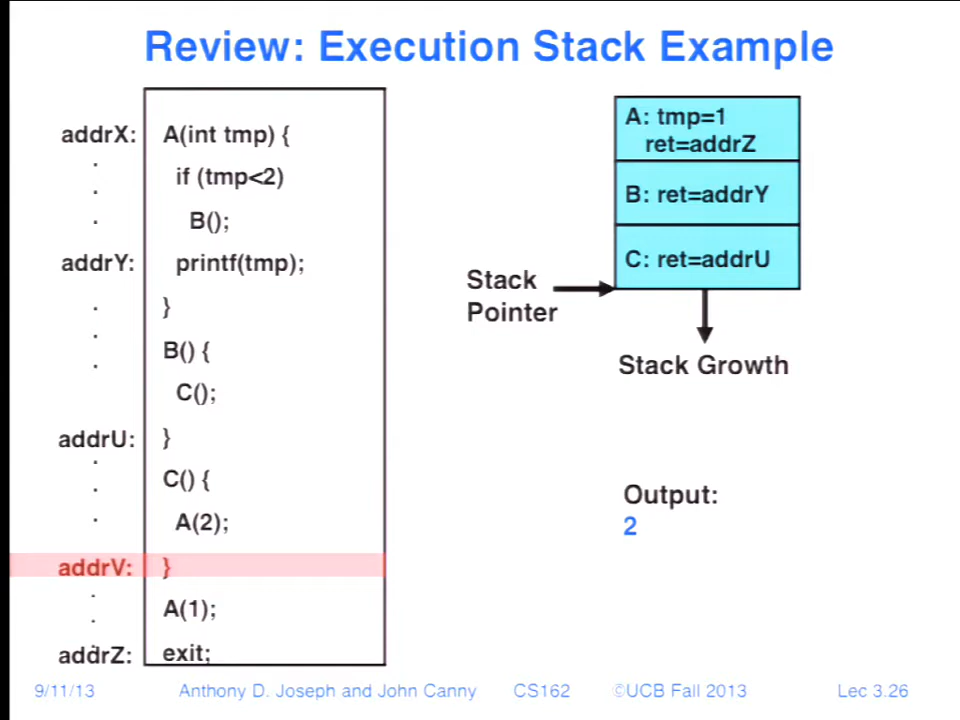 Review: Execution Stack Example
addrX: A(int tmp) {
if (tmp<2)
B();
addrY: printf(tmp);
}
B() {
C();
addrU: }
C() {
A(2);
addrV: }
A(1);
addrZ: exit;
A: tmp=1
ret=addrZ
B: ret=addrY
C: ret=addrU
Stack
Pointer
Stack Growth
Output:
2
9/11/13 Anthony D. Joseph and John Canny CS162 ©UCB Fall 2013 Lec 3.26